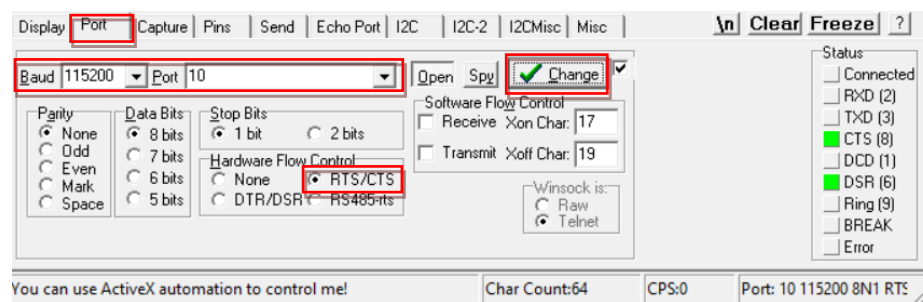 Display Port Capture Pins Send Echo Port I2C I2C-2 I2CMisc Misc \n Clear Freeze ?
Baud 115200 Port 10 Open Spy Change
Status
Connected
RXD (2)
TXD (3)
CTS (8)
DCD (1)
DSR (6)
Ring (9)
BREAK
Error
Parity
None
Odd
Even
Mark
Space
Data Bits
8 bits
7 bits
6 bits
5 bits
Stop Bits
1 bit 2 bits
Hardware Flow Control
None RTS/CTS
DTR/DSR RS485-rts
Software Flow Control
Receive Xon Char: 17
Transmit Xoff Char: 19
Winsock is:
Raw
Telnet
You can use ActiveX automation to control me! Char Count:64 CPS:0 Port: 10 115200 8N1 RTS